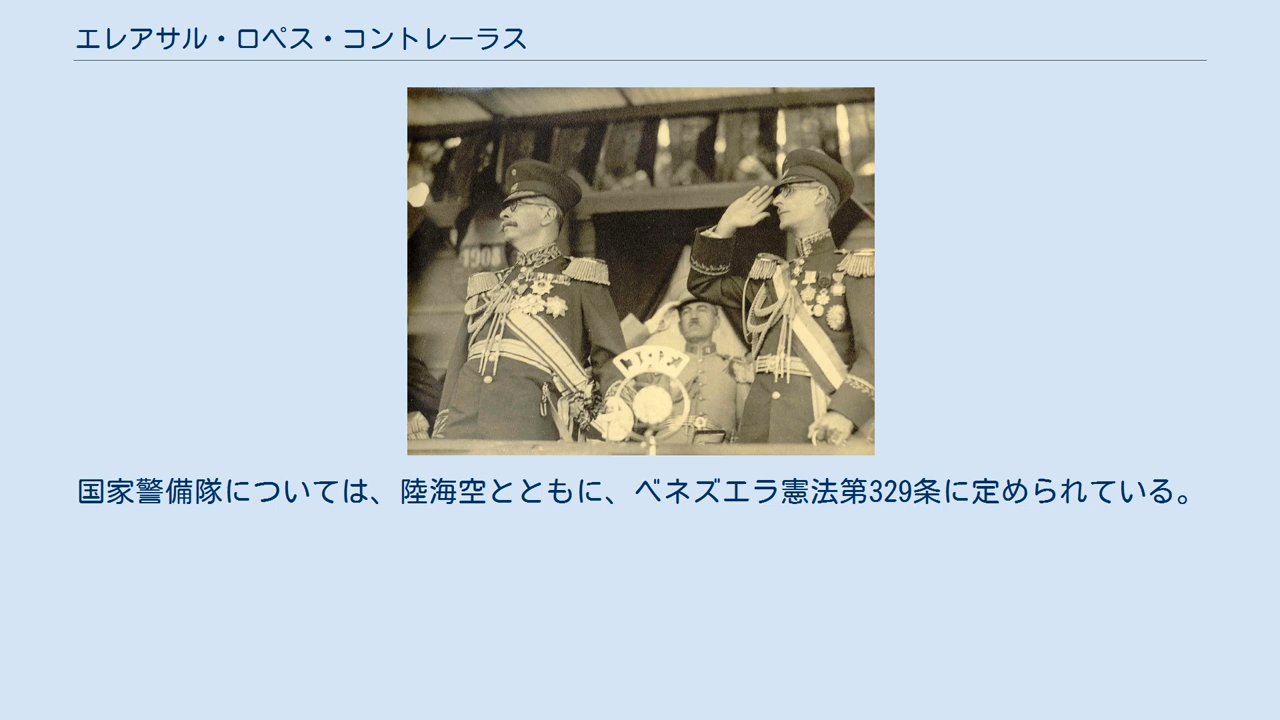 エレアサル・ロペス・コントレーラス
1908
国家警備隊については、陸海空とともに、ベネズエラ憲法第329条に定められている。